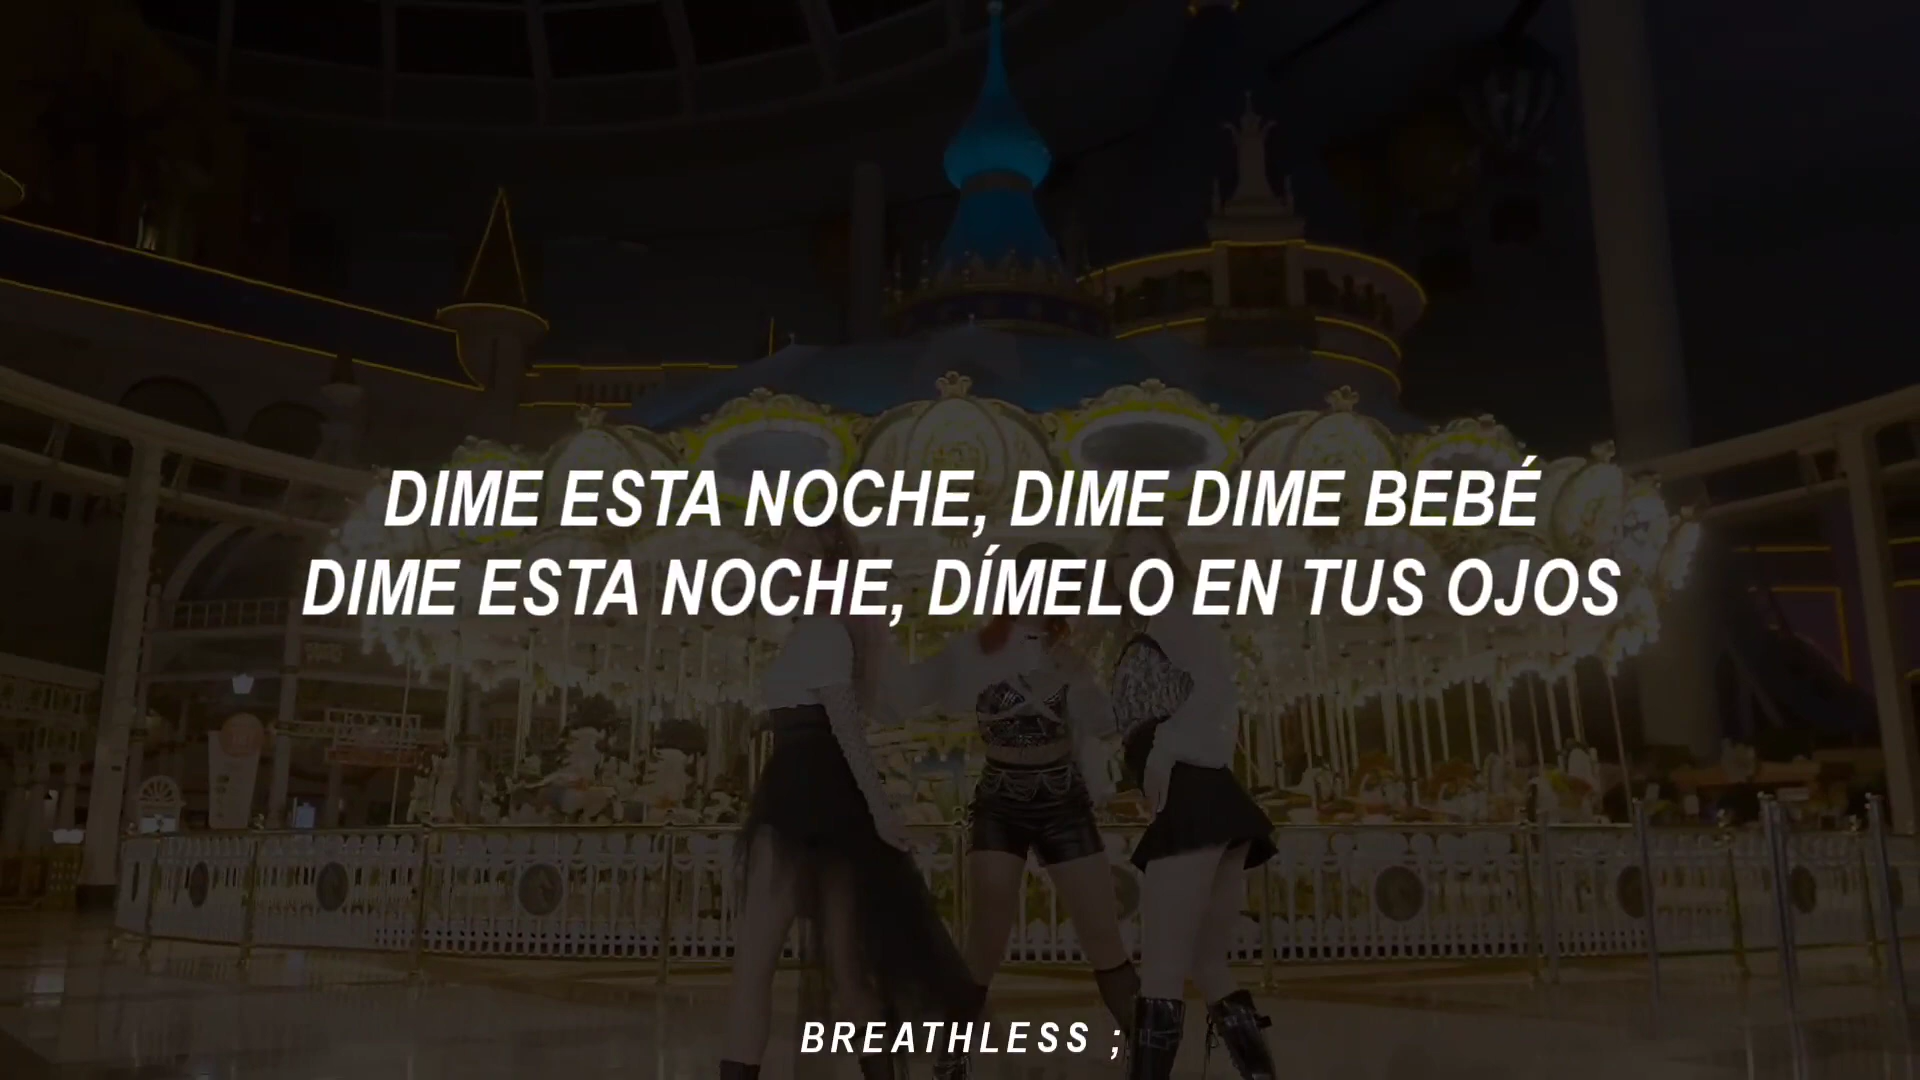 DIME ESTA NOCHE, DIME DIME BEBÉ
DIME ESTA NOCHE, DÍMELO EN TUS OJOS
BREATHLESS ;